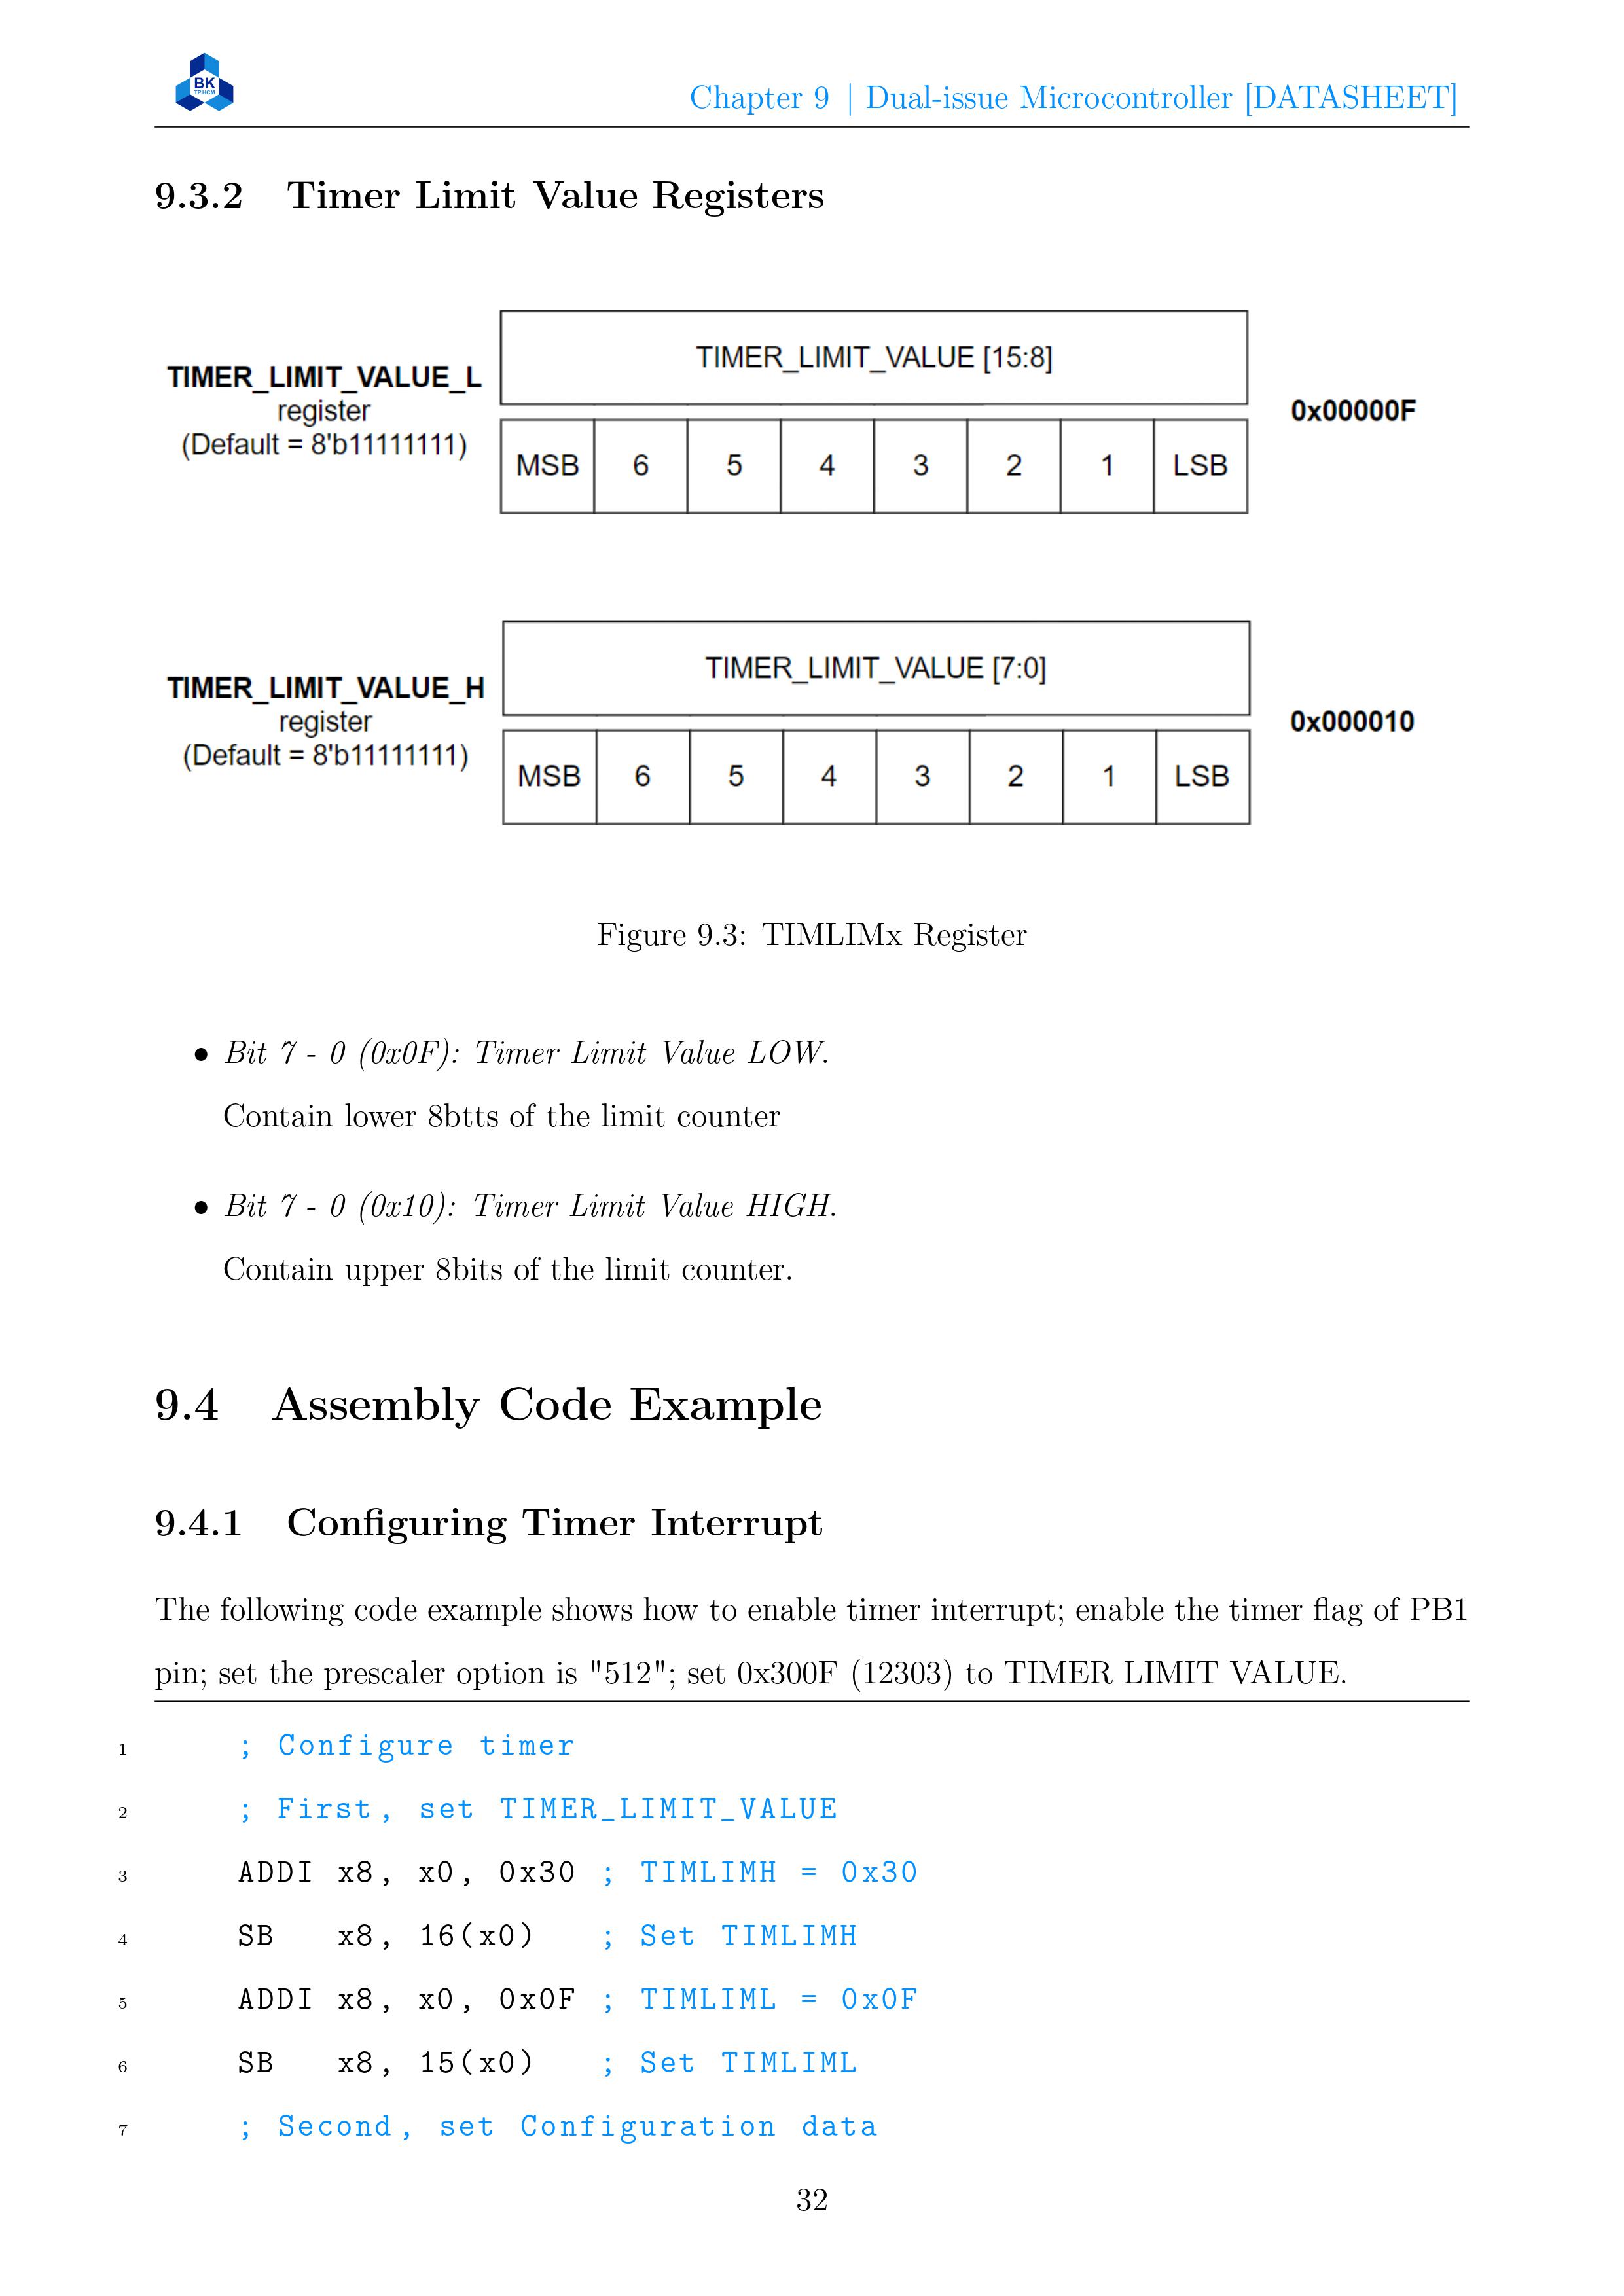 BK
TP.HCM
Chapter 9 | Dual-issue Microcontroller [DATASHEET]
9.3.2 Timer Limit Value Registers
TIMER_LIMIT_VALUE [15:8]
TIMER_LIMIT_VALUE_L
register
(Default = 8'b11111111)
0x00000F
MSB 6 5 4 3 2 1 LSB
TIMER_LIMIT_VALUE [7:0]
TIMER_LIMIT_VALUE_H
register
(Default = 8'b11111111)
0x000010
MSB 6 5 4 3 2 1 LSB
Figure 9.3: TIMLIMx Register
• Bit 7 - 0 (0x0F): Timer Limit Value LOW.
Contain lower 8btts of the limit counter
• Bit 7 - 0 (0x10): Timer Limit Value HIGH.
Contain upper 8bits of the limit counter.
9.4 Assembly Code Example
9.4.1 Configuring Timer Interrupt
The following code example shows how to enable timer interrupt; enable the timer flag of PB1
pin; set the prescaler option is "512"; set 0x300F (12303) to TIMER LIMIT VALUE.
1 ; Configure timer
2 ; First, set TIMER_LIMIT_VALUE
3 ADDI x8, x0, 0x30 ; TIMLIMH = 0x30
4 SB x8, 16(x0) ; Set TIMLIMH
5 ADDI x8, x0, 0x0F ; TIMLIML = 0x0F
6 SB x8, 15(x0) ; Set TIMLIML
7 ; Second, set Configuration data
32